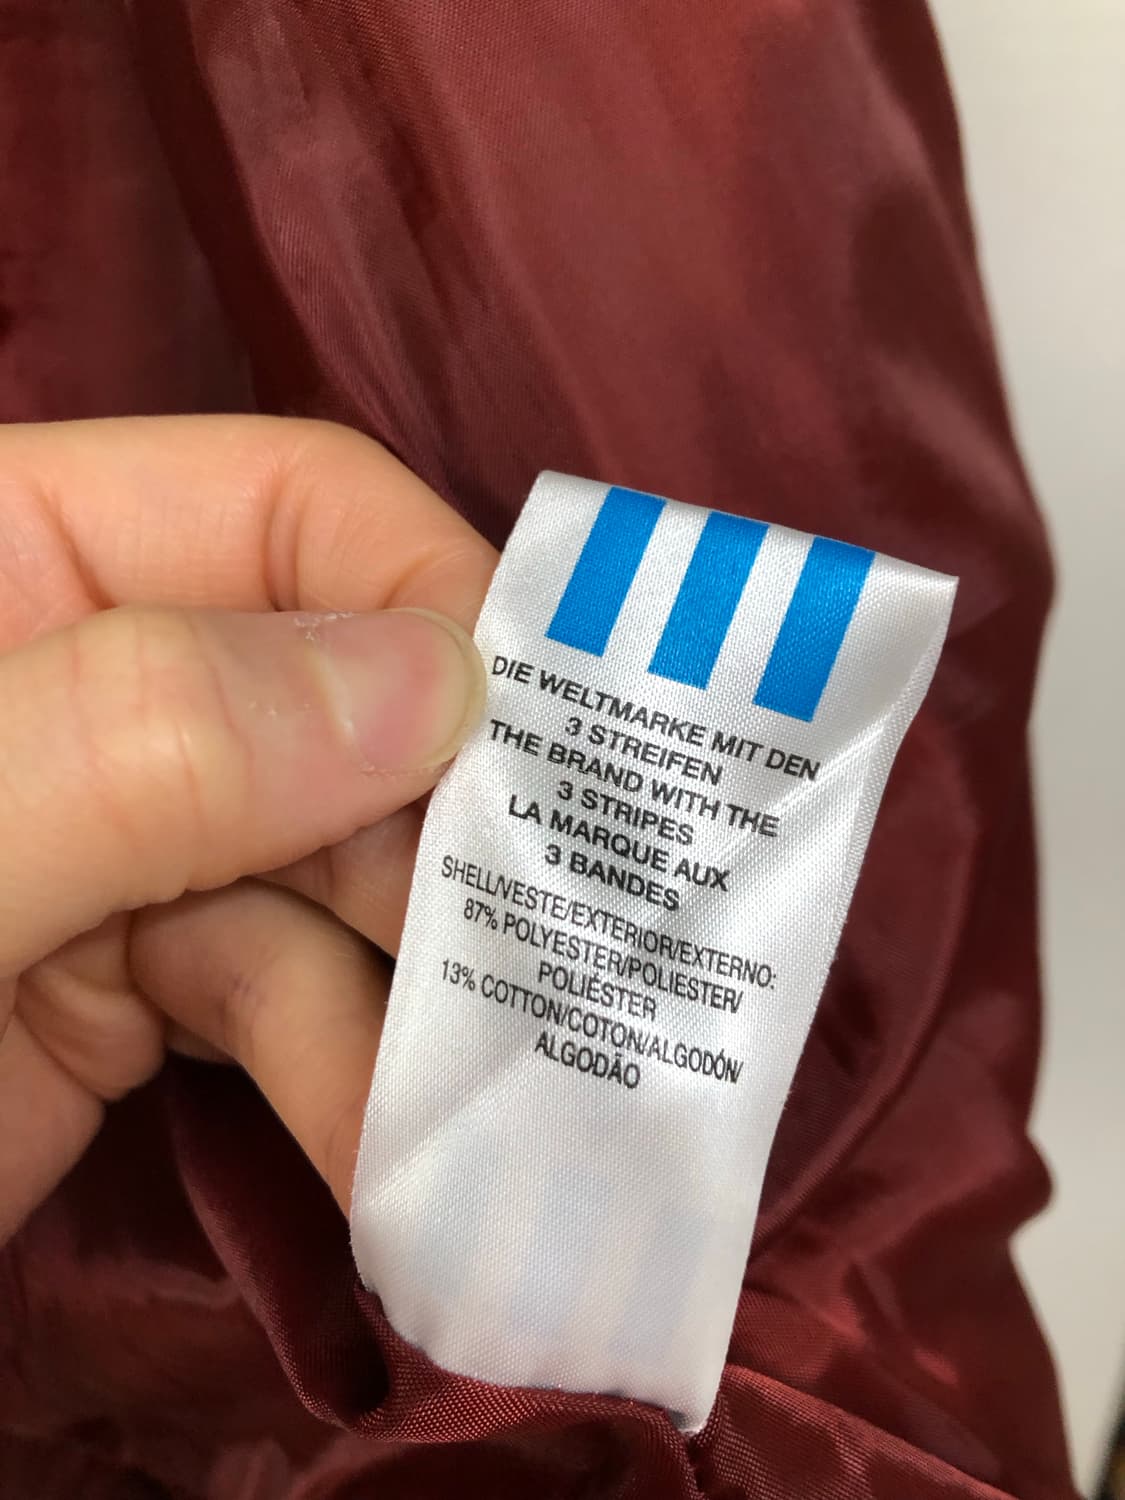 DIE WELTMARKE MIT DEN
3 STREIFEN
THE BRAND WITH THE
3 STRIPES
LA MARQUE AUX
3 BANDES
SHELL/VESTE/EXTERIOR/EXTERNO:
87% POLYESTER/POLIESTER/
POLIÉSTER
13% COTTON/COTON/ALGODÓN/
ALGODÃO